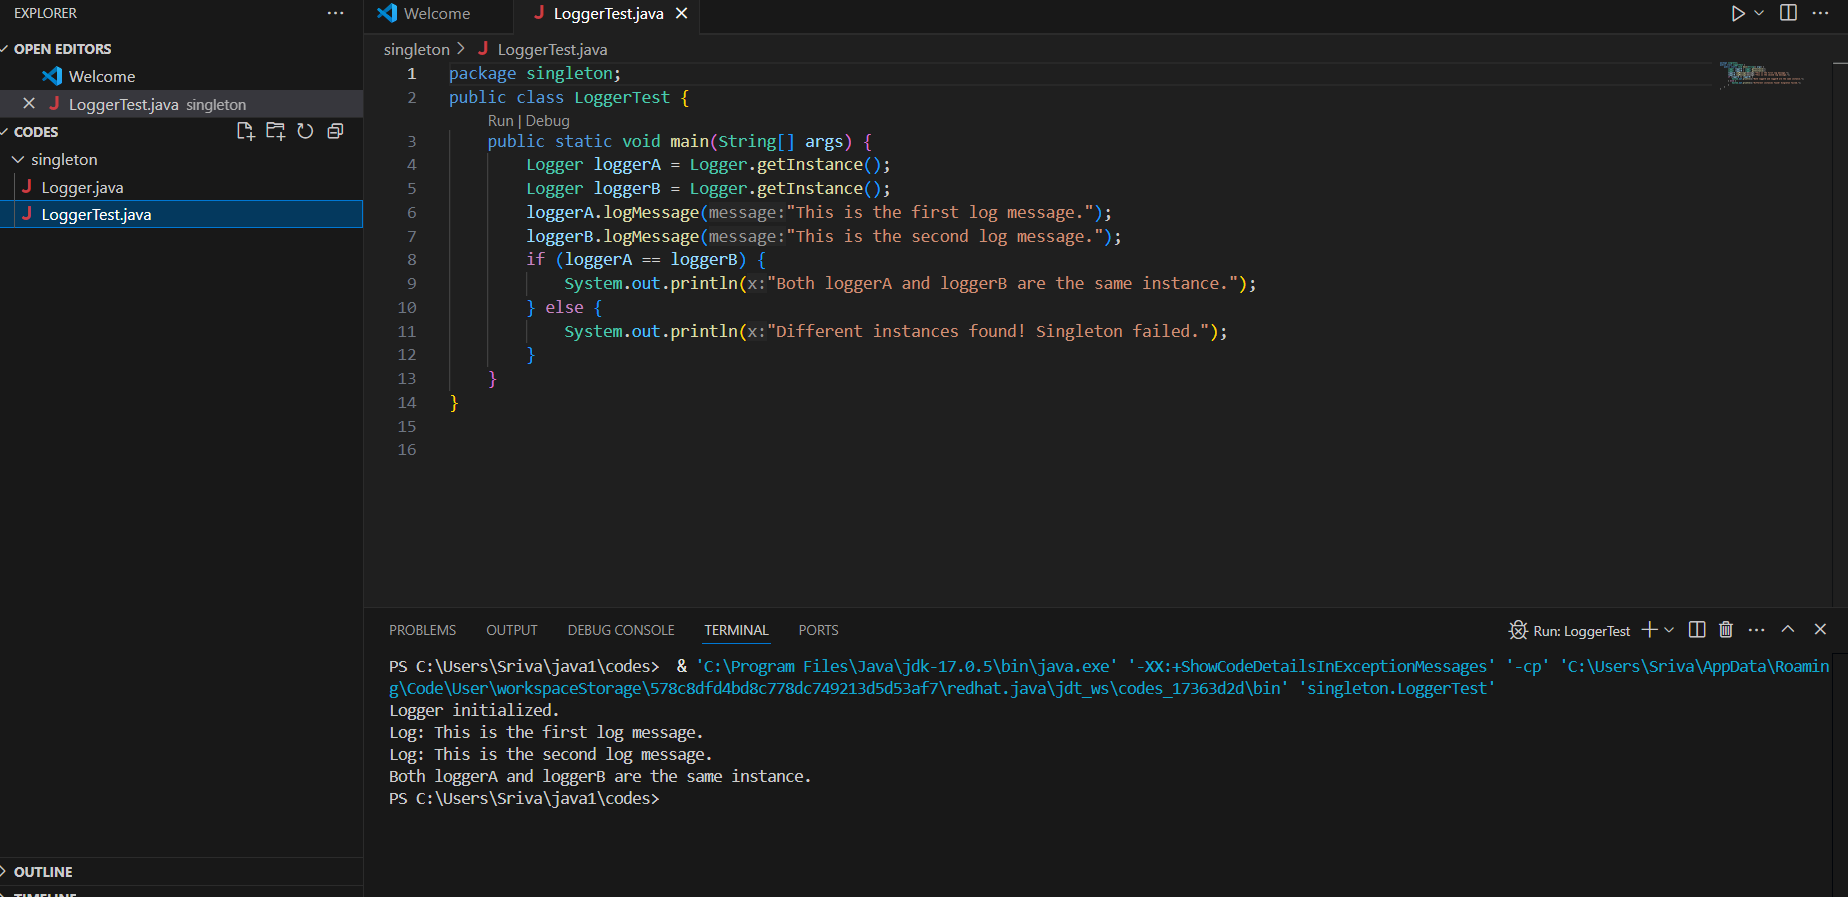 EXPLORER
OPEN EDITORS
Welcome
LoggerTest.java singleton
CODES
singleton
Logger.java
LoggerTest.java
OUTLINE
TIMELINE
Welcome
LoggerTest.java
singleton > LoggerTest.java
1 package singleton;
2 public class LoggerTest {
Run | Debug
3 public static void main(String[] args) {
4 Logger loggerA = Logger.getInstance();
5 Logger loggerB = Logger.getInstance();
6 loggerA.logMessage(message:"This is the first log message.");
7 loggerB.logMessage(message:"This is the second log message.");
8 if (loggerA == loggerB) {
9 System.out.println(x:"Both loggerA and loggerB are the same instance.");
10 } else {
11 System.out.println(x:"Different instances found! Singleton failed.");
12 }
13 }
14 }
15
16
PROBLEMS OUTPUT DEBUG CONSOLE TERMINAL PORTS
Run: LoggerTest
PS C:\Users\Sriva\java1\codes>  & 'C:\Program Files\Java\jdk-17.0.5\bin\java.exe' '-XX:+ShowCodeDetailsInExceptionMessages' '-cp' 'C:\Users\Sriva\AppData\Roamin
g\Code\User\workspaceStorage\578c8dfd4bd8c778dc749213d5d53af7\redhat.java\jdt_ws\codes_17363d2d\bin' 'singleton.LoggerTest'
Logger initialized.
Log: This is the first log message.
Log: This is the second log message.
Both loggerA and loggerB are the same instance.
PS C:\Users\Sriva\java1\codes>